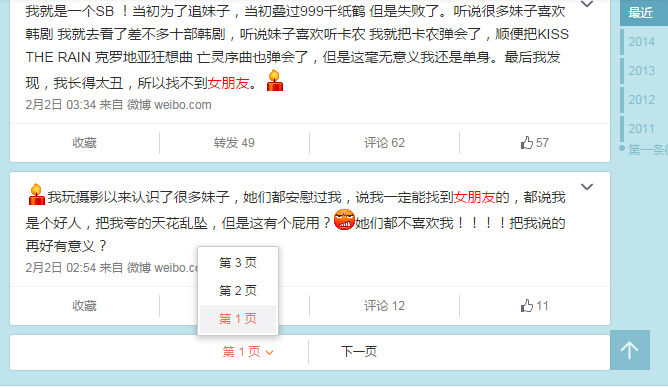 我就是一个SB ！当初为了追妹子，当初叠过999千纸鹤 但是失败了。听说很多妹子喜欢
韩剧 我就去看了差不多十部韩剧，听说妹子喜欢听卡农 我就把卡农弹会了，顺便把KISS
THE RAIN 克罗地亚狂想曲 亡灵序曲也弹会了，但是这毫无意义我还是单身。最后我发
现，我长得太丑，所以找不到女朋友。
2月2日 03:34 来自 微博 weibo.com
收藏
转发 49
评论 62
57
我玩摄影以来认识了很多妹子，她们都安慰过我，说我一定能找到女朋友的，都说我
是个好人，把我夸的天花乱坠，但是这有个屁用？她们都不喜欢我！！！！把我说的
再好有意义？
2月2日 02:54 来自 微博 weibo.co
收藏
评论 12
11
第 3 页
第 2 页
第 1 页
第 1 页
下一页
最近
2014
2013
2012
2011
第一条微